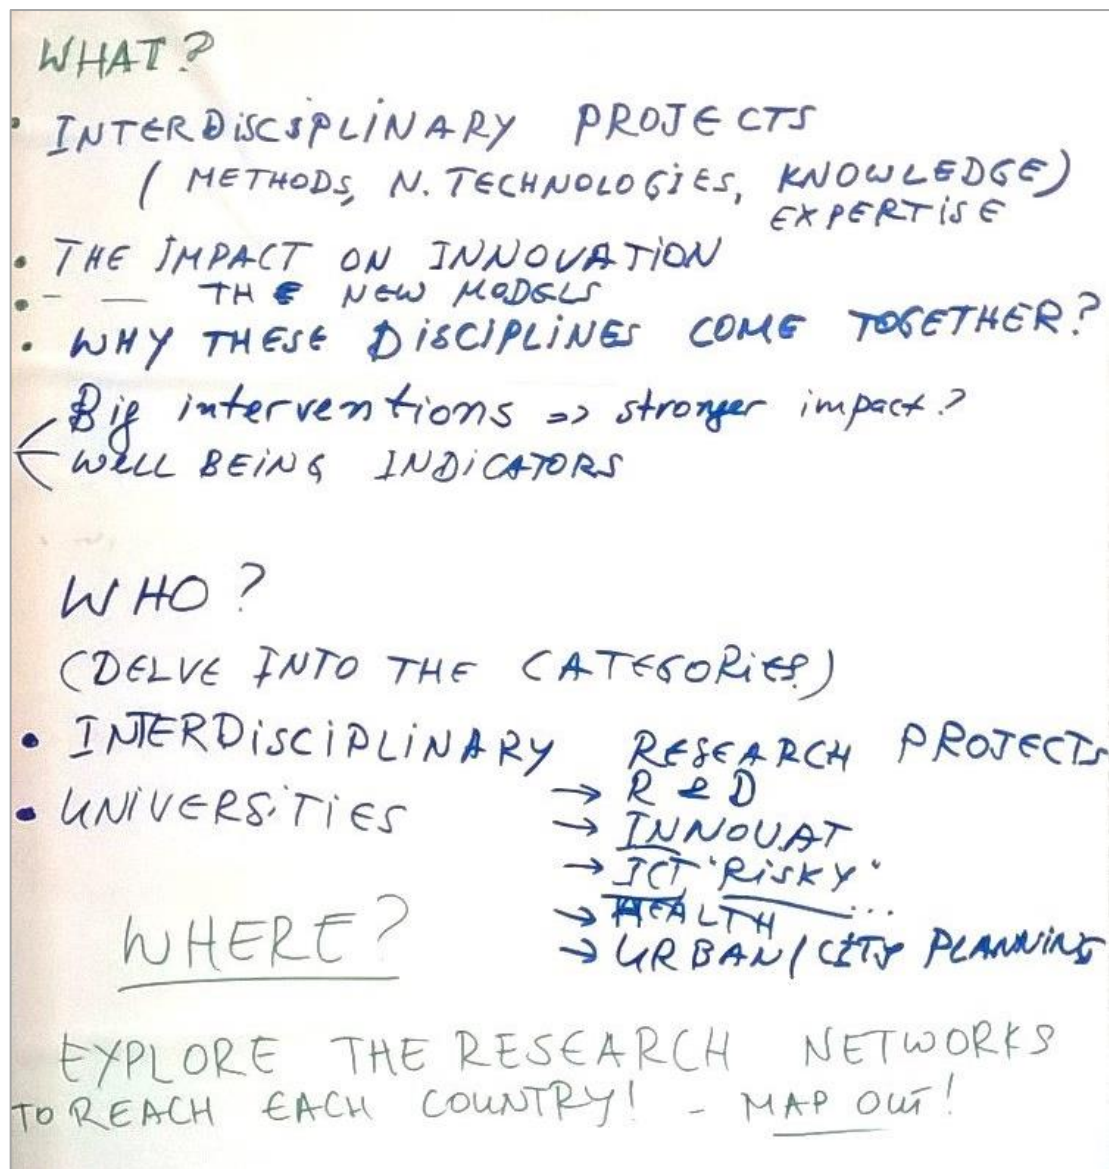 WHAT?
• INTERDISCIPLINARY PROJECTS
( METHODS, N. TECHNOLOGIES, KNOWLEDGE)
EXPERTISE
• THE IMPACT ON INNOVATION
• - — THE NEW MODELS
• WHY THESE DISCIPLINES COME TOGETHER?
Big interventions => stronger impact?
WELL BEING INDICATORS
WHO?
(DELVE INTO THE CATEGORIES)
• INTERDISCIPLINARY RESEARCH PROJECTS
• UNIVERSITIES
→ R & D
→ INNOVAT
→ ICT "RISKY"
→ HEALTH ...
→ URBAN/CITY PLANNING
WHERE?
EXPLORE THE RESEARCH NETWORKS
TO REACH EACH COUNTRY! - MAP OUT!